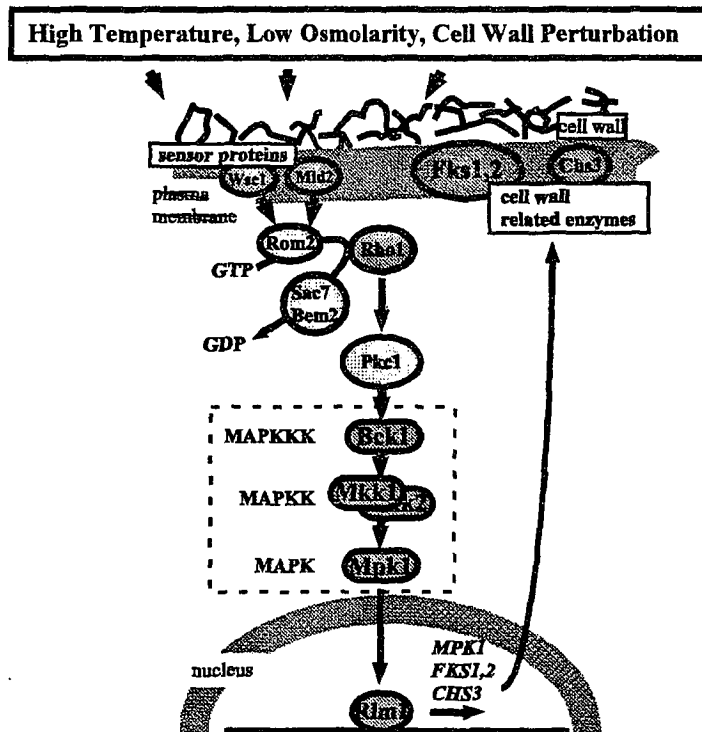 High Temperature, Low Osmolarity, Cell Wall Perturbation
cell wall
sensor proteins
Wsc1
Mid2
Fks1,2
Chs3
plasma
membrane
cell wall
related enzymes
Rom2
Rho1
GTP
Sac7
Bem2
GDP
Pkc1
MAPKKK
Bck1
MAPKK
Mkk1
MAPK
Mpk1
MPK1
FKS1,2
CHS3
nucleus
Rlm1